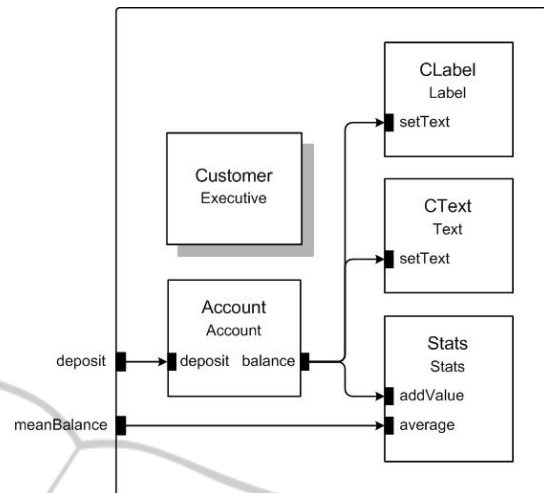 CLabel
Label
setText
Customer
Executive
CText
Text
setText
Account
Account
deposit balance
Stats
Stats
addValue
average
deposit
meanBalance